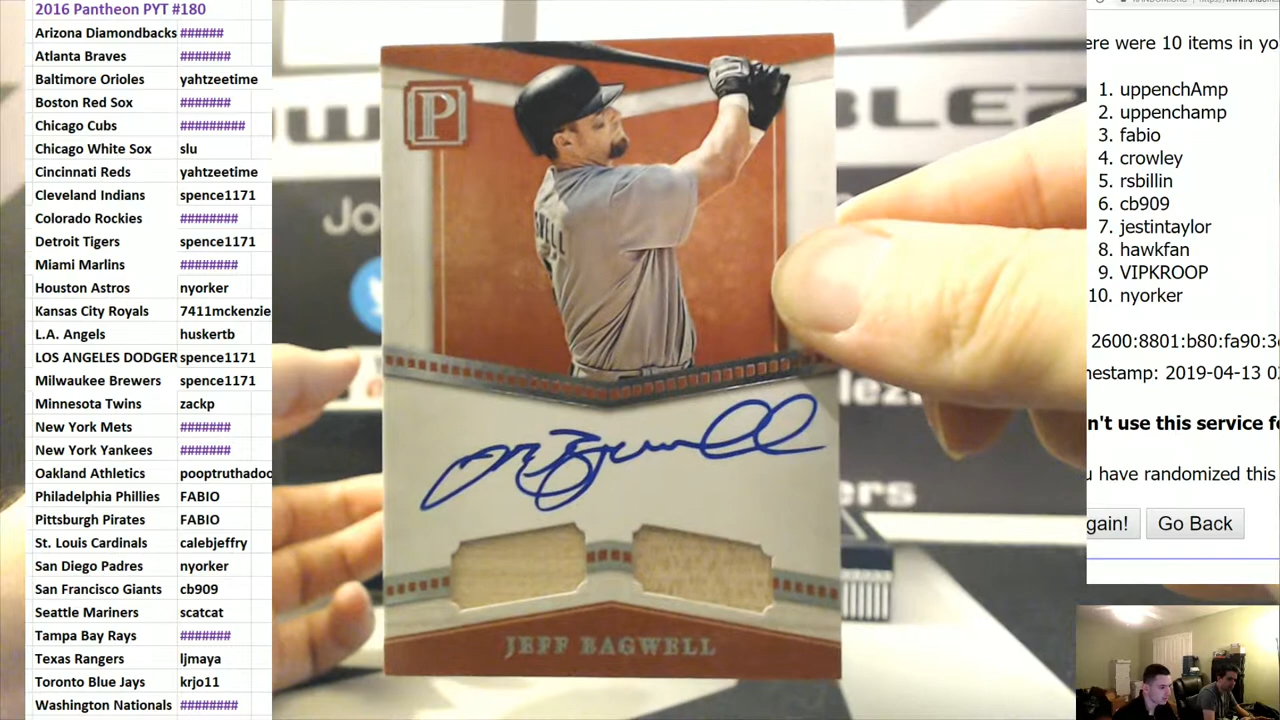 2016 Pantheon PYT #180
Arizona Diamondbacks ######
Atlanta Braves #######
Baltimore Orioles yahtzeetime
Boston Red Sox #######
Chicago Cubs #########
Chicago White Sox slu
Cincinnati Reds yahtzeetime
Cleveland Indians spence1171
Colorado Rockies ########
Detroit Tigers spence1171
Miami Marlins ########
Houston Astros nyorker
Kansas City Royals 7411mckenzie
L.A. Angels huskertb
LOS ANGELES DODGER spence1171
Milwaukee Brewers spence1171
Minnesota Twins zackp
New York Mets #######
New York Yankees #######
Oakland Athletics pooptruthadoo
Philadelphia Phillies FABIO
Pittsburgh Pirates FABIO
St. Louis Cardinals calebjeffry
San Diego Padres nyorker
San Francisco Giants cb909
Seattle Mariners scatcat
Tampa Bay Rays #######
Texas Rangers ljmaya
Toronto Blue Jays krjo11
Washington Nationals ########
P
JEFF BAGWELL
BLEZ
Jo
ere were 10 items in yo
1. uppenchAmp
2. uppenchamp
3. fabio
4. crowley
5. rsbillin
6. cb909
7. jestintaylor
8. hawkfan
9. VIPKROOP
10. nyorker
2600:8801:b80:fa90:3
mestamp: 2019-04-13 0
n't use this service fo
u have randomized this
gain! Go Back